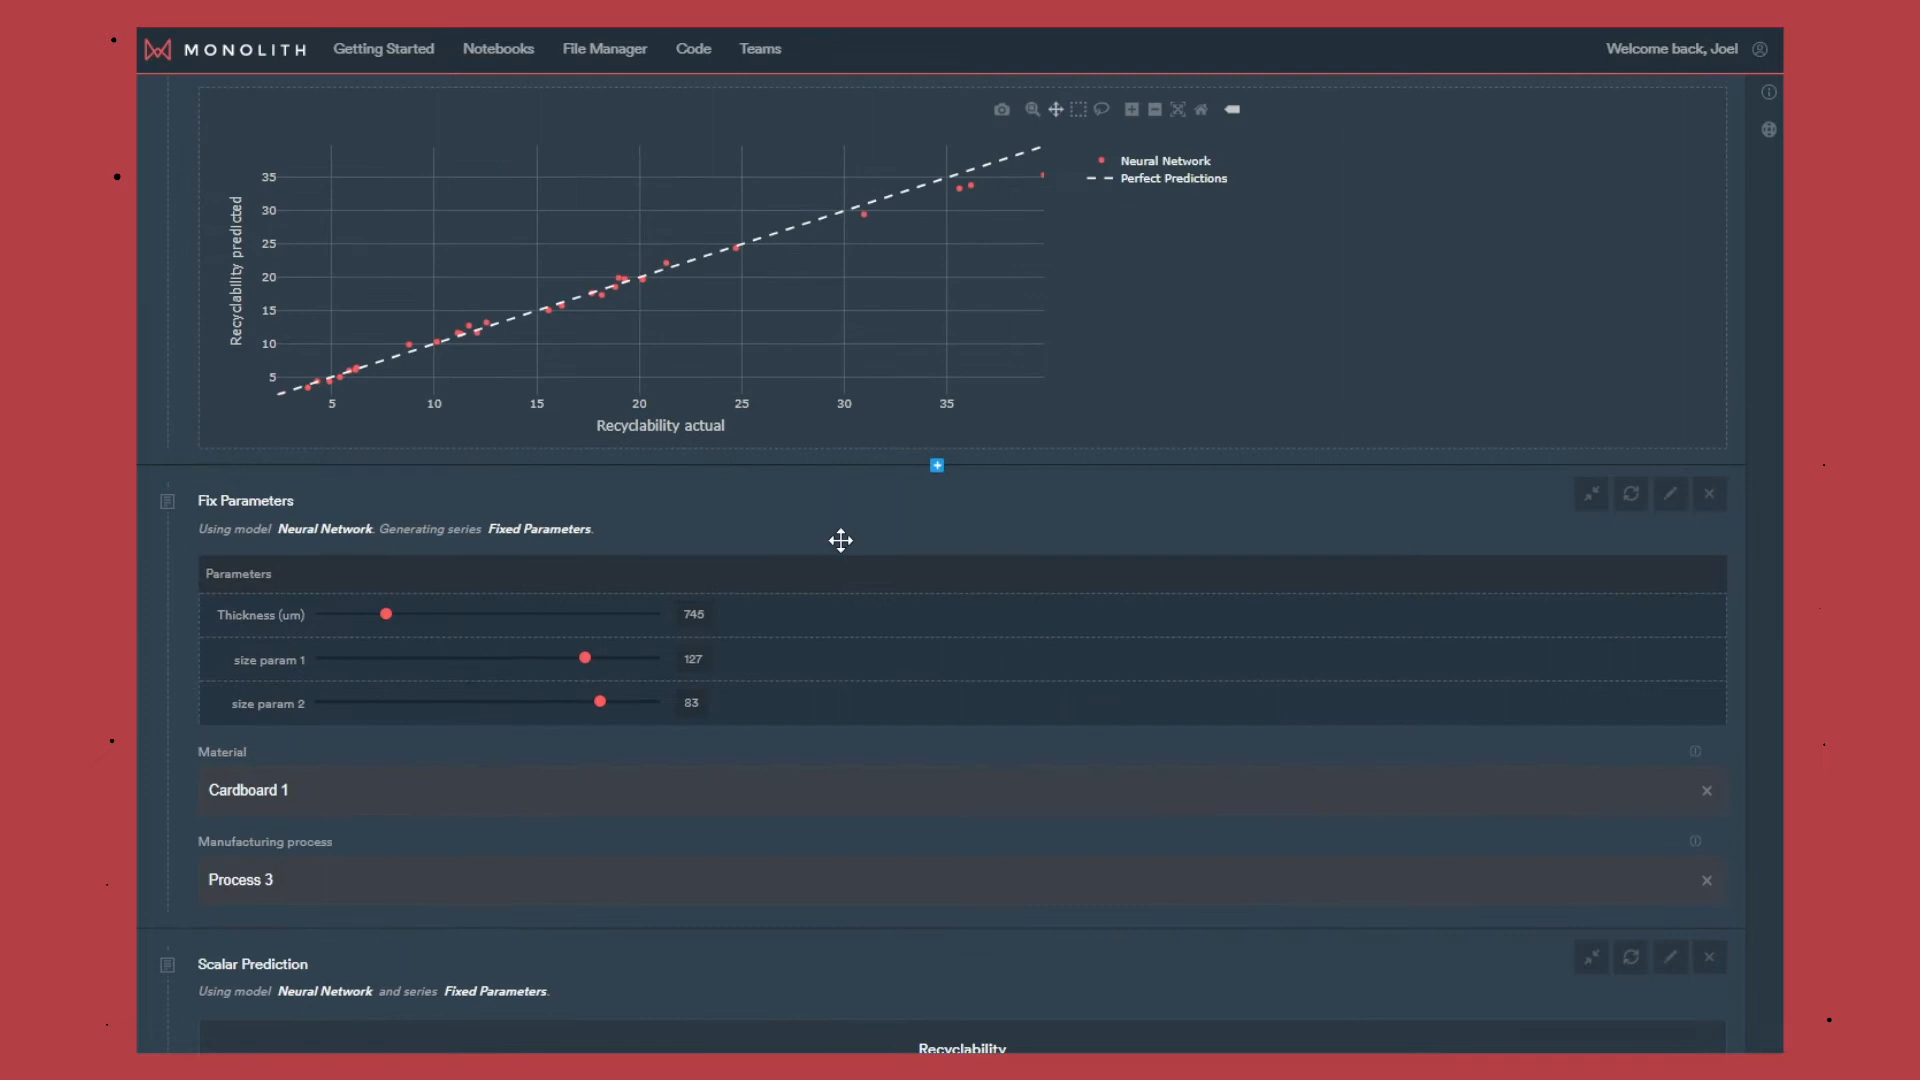 MONOLITH Getting Started Notebooks File Manager Code Teams Welcome back, Joel
Neural Network
Perfect Predictions
Recyclability predicted
35
30
25
20
15
10
5
5 10 15 20 25 30 35
Recyclability actual
Fix Parameters
Using model Neural Network. Generating series Fixed Parameters.
Parameters
Thickness (um) 745
size param 1 127
size param 2 83
Material
Cardboard 1
Manufacturing process
Process 3
Scalar Prediction
Using model Neural Network and series Fixed Parameters.
Recyclability